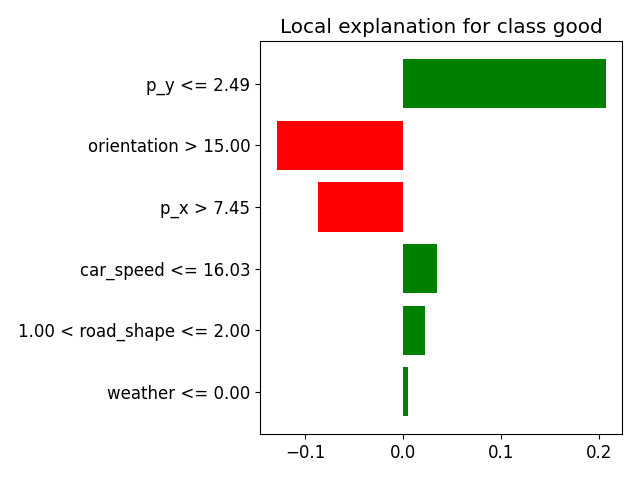 Local explanation for class good
p_y <= 2.49
orientation > 15.00
p_x > 7.45
car_speed <= 16.03
1.00 < road_shape <= 2.00
weather <= 0.00
−0.1 0.0 0.1 0.2